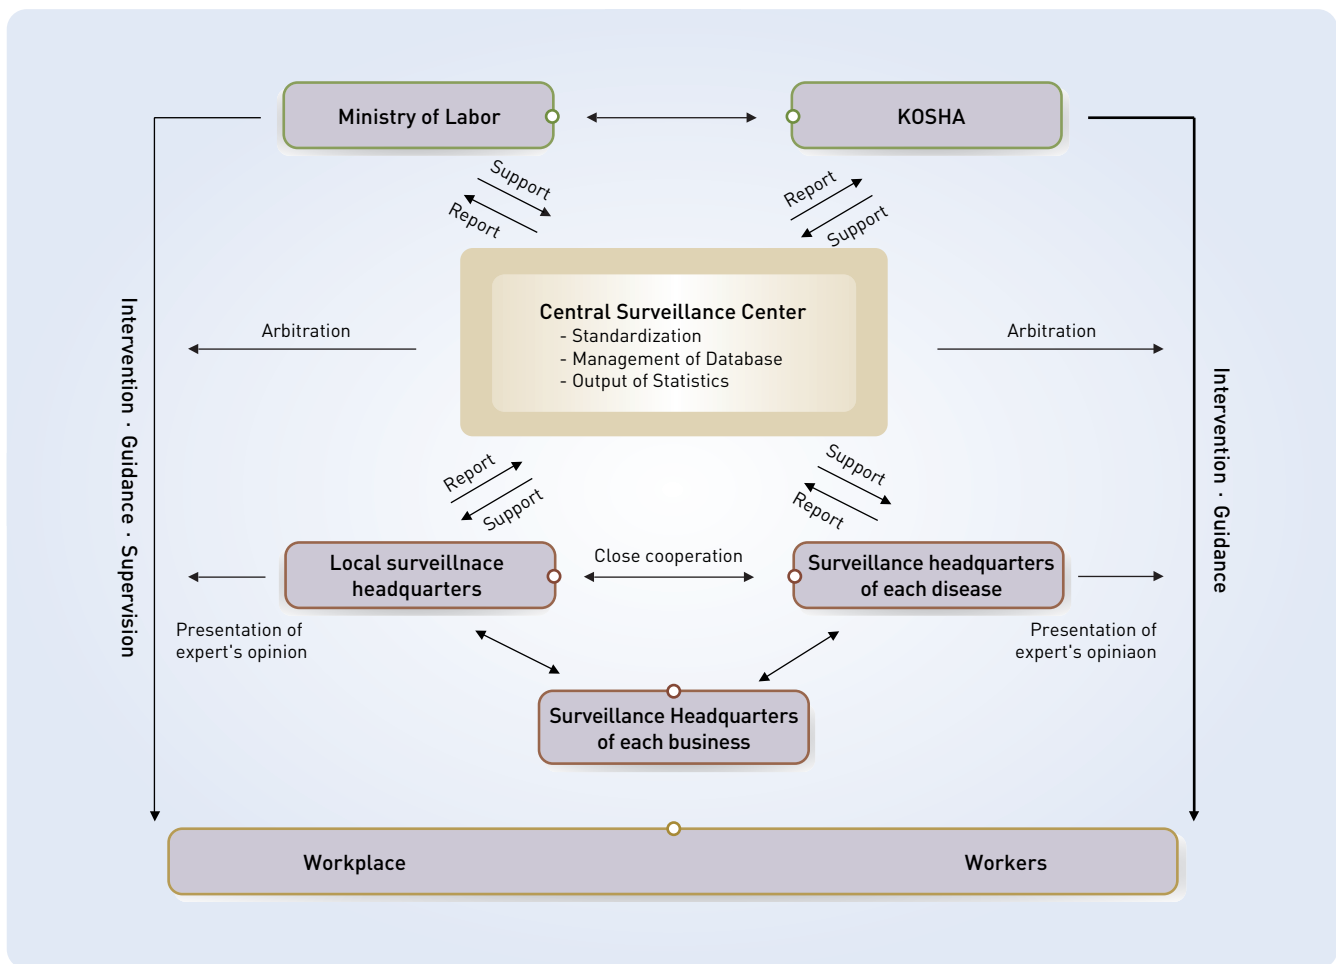 Ministry of Labor
KOSHA
Support
Report
Report
Support
Central Surveillance Center
- Standardization
- Management of Database
- Output of Statistics
Arbitration
Arbitration
Intervention · Guidance · Supervision
Intervention · Guidance
Report
Support
Support
Report
Local surveillnace
headquarters
Close cooperation
Surveillance headquarters
of each disease
Presentation of
expert's opinion
Presentation of
expert's opiniaon
Surveillance Headquarters
of each business
Workplace
Workers